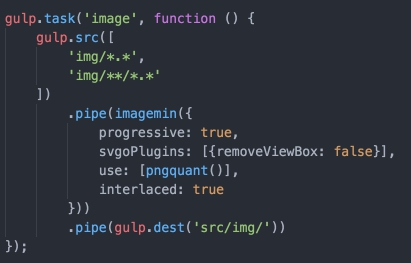 gulp.task('image', function () {
    gulp.src([
        'img/*.*',
        'img/**/*.*'
    ])
        .pipe(imagemin({
            progressive: true,
            svgoPlugins: [{removeViewBox: false}],
            use: [pngquant()],
            interlaced: true
        }))
        .pipe(gulp.dest('src/img/'))
});